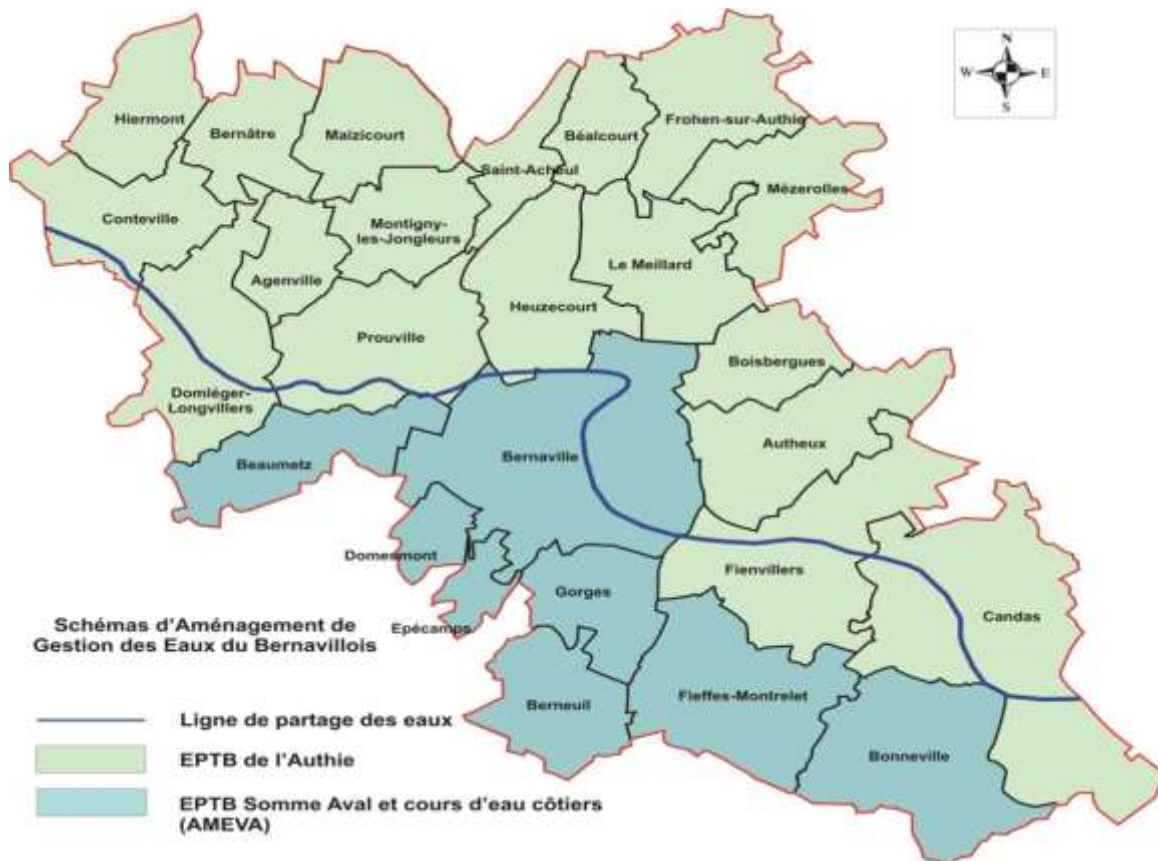 N
W E
S
Hiermont
Bernâtre
Maizicourt
Béalcourt
Frohen-sur-Authie
Saint-Acheul
Mézerolles
Conteville
Montigny-
les-Jongleurs
Agenville
Le Meillard
Heuzecourt
Prouville
Boisbergues
Domléger-
Longvillers
Autheux
Beaumetz
Bernaville
Domesmont
Fienvillers
Gorges
Candas
Epécamps
Schémas d'Aménagement de
Gestion des Eaux du Bernavillois
Fieffes-Montrelet
Berneuil
Bonneville
Ligne de partage des eaux
EPTB de l'Authie
EPTB Somme Aval et cours d'eau côtiers
(AMEVA)